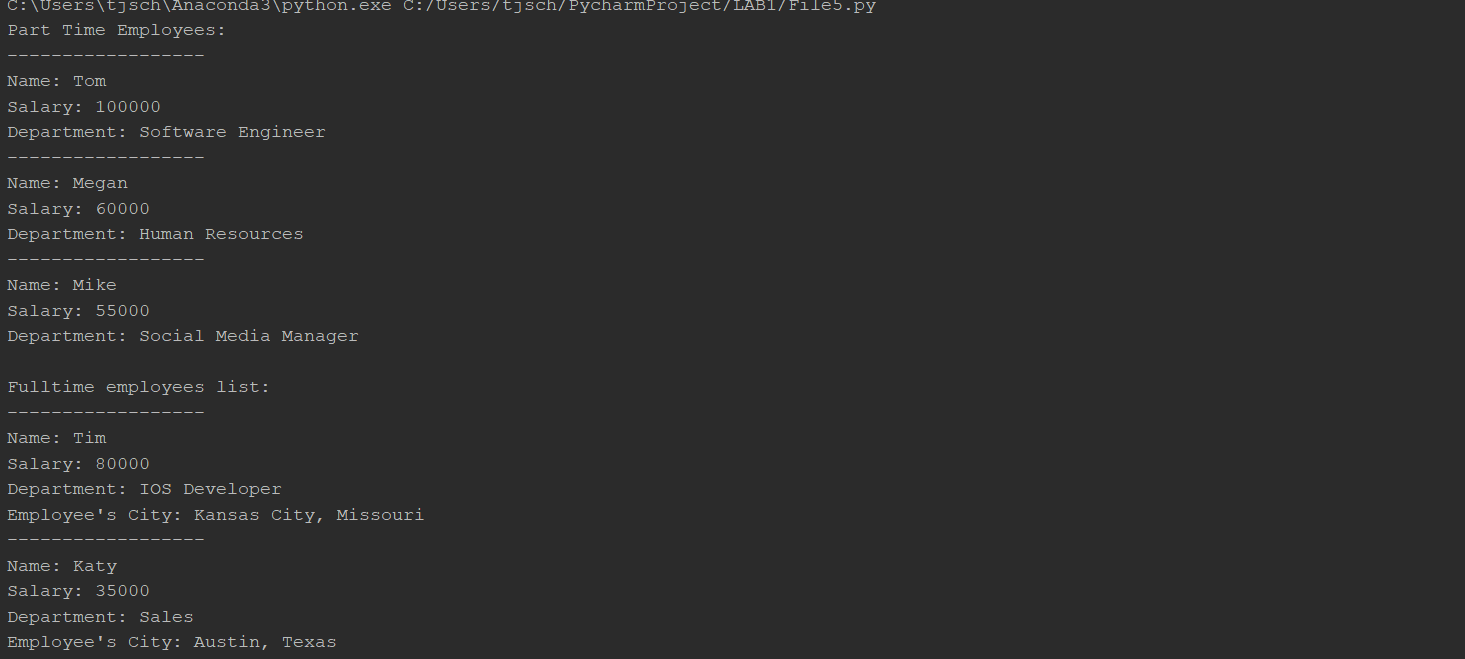 C:\Users\tjsch\Anaconda3\python.exe C:/Users/tjsch/PycharmProject/LAB1/File5.py
Part Time Employees:
------------------
Name: Tom
Salary: 100000
Department: Software Engineer
------------------
Name: Megan
Salary: 60000
Department: Human Resources
------------------
Name: Mike
Salary: 55000
Department: Social Media Manager
Fulltime employees list:
------------------
Name: Tim
Salary: 80000
Department: IOS Developer
Employee's City: Kansas City, Missouri
------------------
Name: Katy
Salary: 35000
Department: Sales
Employee's City: Austin, Texas